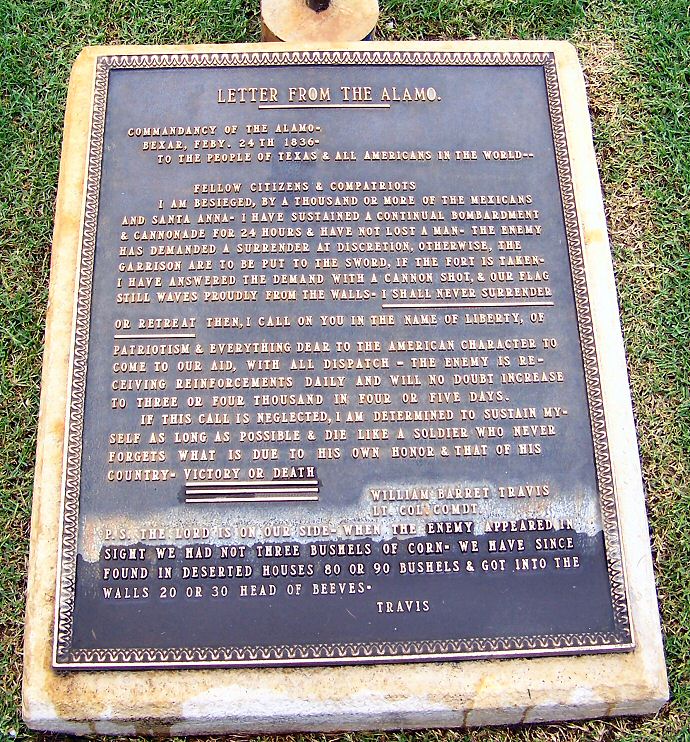 LETTER FROM THE ALAMO.
COMMANDANCY OF THE ALAMO-
BEXAR, FEBY. 24TH 1836-
TO THE PEOPLE OF TEXAS & ALL AMERICANS IN THE WORLD--
FELLOW CITIZENS & COMPATRIOTS
I AM BESIEGED, BY A THOUSAND OR MORE OF THE MEXICANS
AND SANTA ANNA- I HAVE SUSTAINED A CONTINUAL BOMBARDMENT
& CANNONADE FOR 24 HOURS & HAVE NOT LOST A MAN- THE ENEMY
HAS DEMANDED A SURRENDER AT DISCRETION, OTHERWISE, THE
GARRISON ARE TO BE PUT TO THE SWORD, IF THE FORT IS TAKEN-
I HAVE ANSWERED THE DEMAND WITH A CANNON SHOT, & OUR FLAG
STILL WAVES PROUDLY FROM THE WALLS- I SHALL NEVER SURRENDER
OR RETREAT THEN, I CALL ON YOU IN THE NAME OF LIBERTY, OF
PATRIOTISM & EVERYTHING DEAR TO THE AMERICAN CHARACTER TO
COME TO OUR AID, WITH ALL DISPATCH - THE ENEMY IS RE-
CEIVING REINFORCEMENTS DAILY AND WILL NO DOUBT INCREASE
TO THREE OR FOUR THOUSAND IN FOUR OR FIVE DAYS.
IF THIS CALL IS NEGLECTED, I AM DETERMINED TO SUSTAIN MY-
SELF AS LONG AS POSSIBLE & DIE LIKE A SOLDIER WHO NEVER
FORGETS WHAT IS DUE TO HIS OWN HONOR & THAT OF HIS
COUNTRY- VICTORY OR DEATH
WILLIAM BARRET TRAVIS
LT. COL. COMDT.
P.S. THE LORD IS ON OUR SIDE- WHEN THE ENEMY APPEARED IN
SIGHT WE HAD NOT THREE BUSHELS OF CORN- WE HAVE SINCE
FOUND IN DESERTED HOUSES 80 OR 90 BUSHELS & GOT INTO THE
WALLS 20 OR 30 HEAD OF BEEVES-
TRAVIS